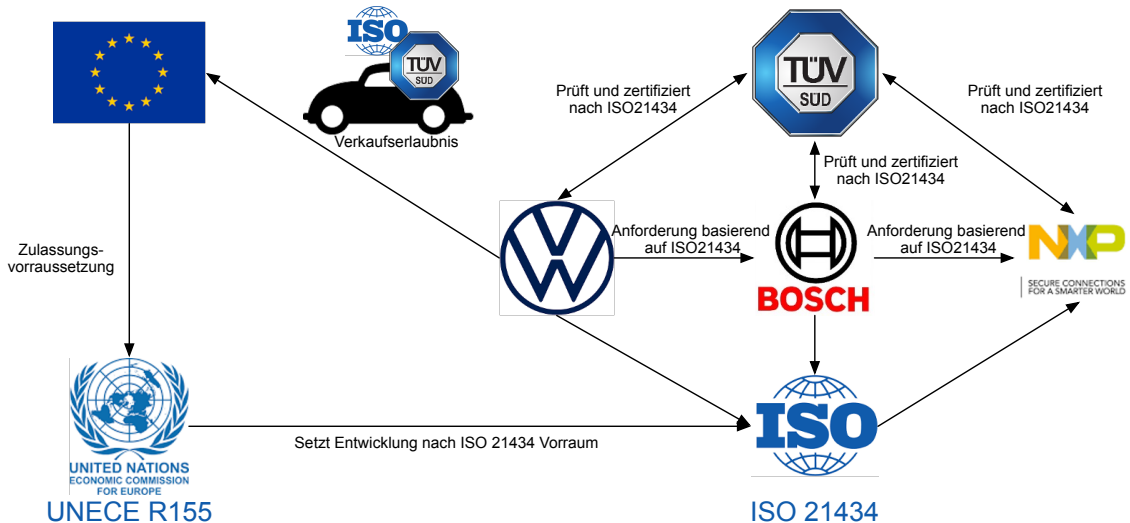 ISO
TÜV
SÜD
Verkaufserlaubnis
TÜV
SÜD
Prüft und zertifiziert
nach ISO21434
Prüft und zertifiziert
nach ISO21434
Prüft und zertifiziert
nach ISO21434
Anforderung basierend
auf ISO21434
Anforderung basierend
auf ISO21434
BOSCH
NXP
SECURE CONNECTIONS
FOR A SMARTER WORLD
Zulassungs-
vorraussetzung
Setzt Entwicklung nach ISO 21434 Vorraum
ISO
UNITED NATIONS
ECONOMIC COMMISSION
FOR EUROPE
UNECE R155
ISO 21434